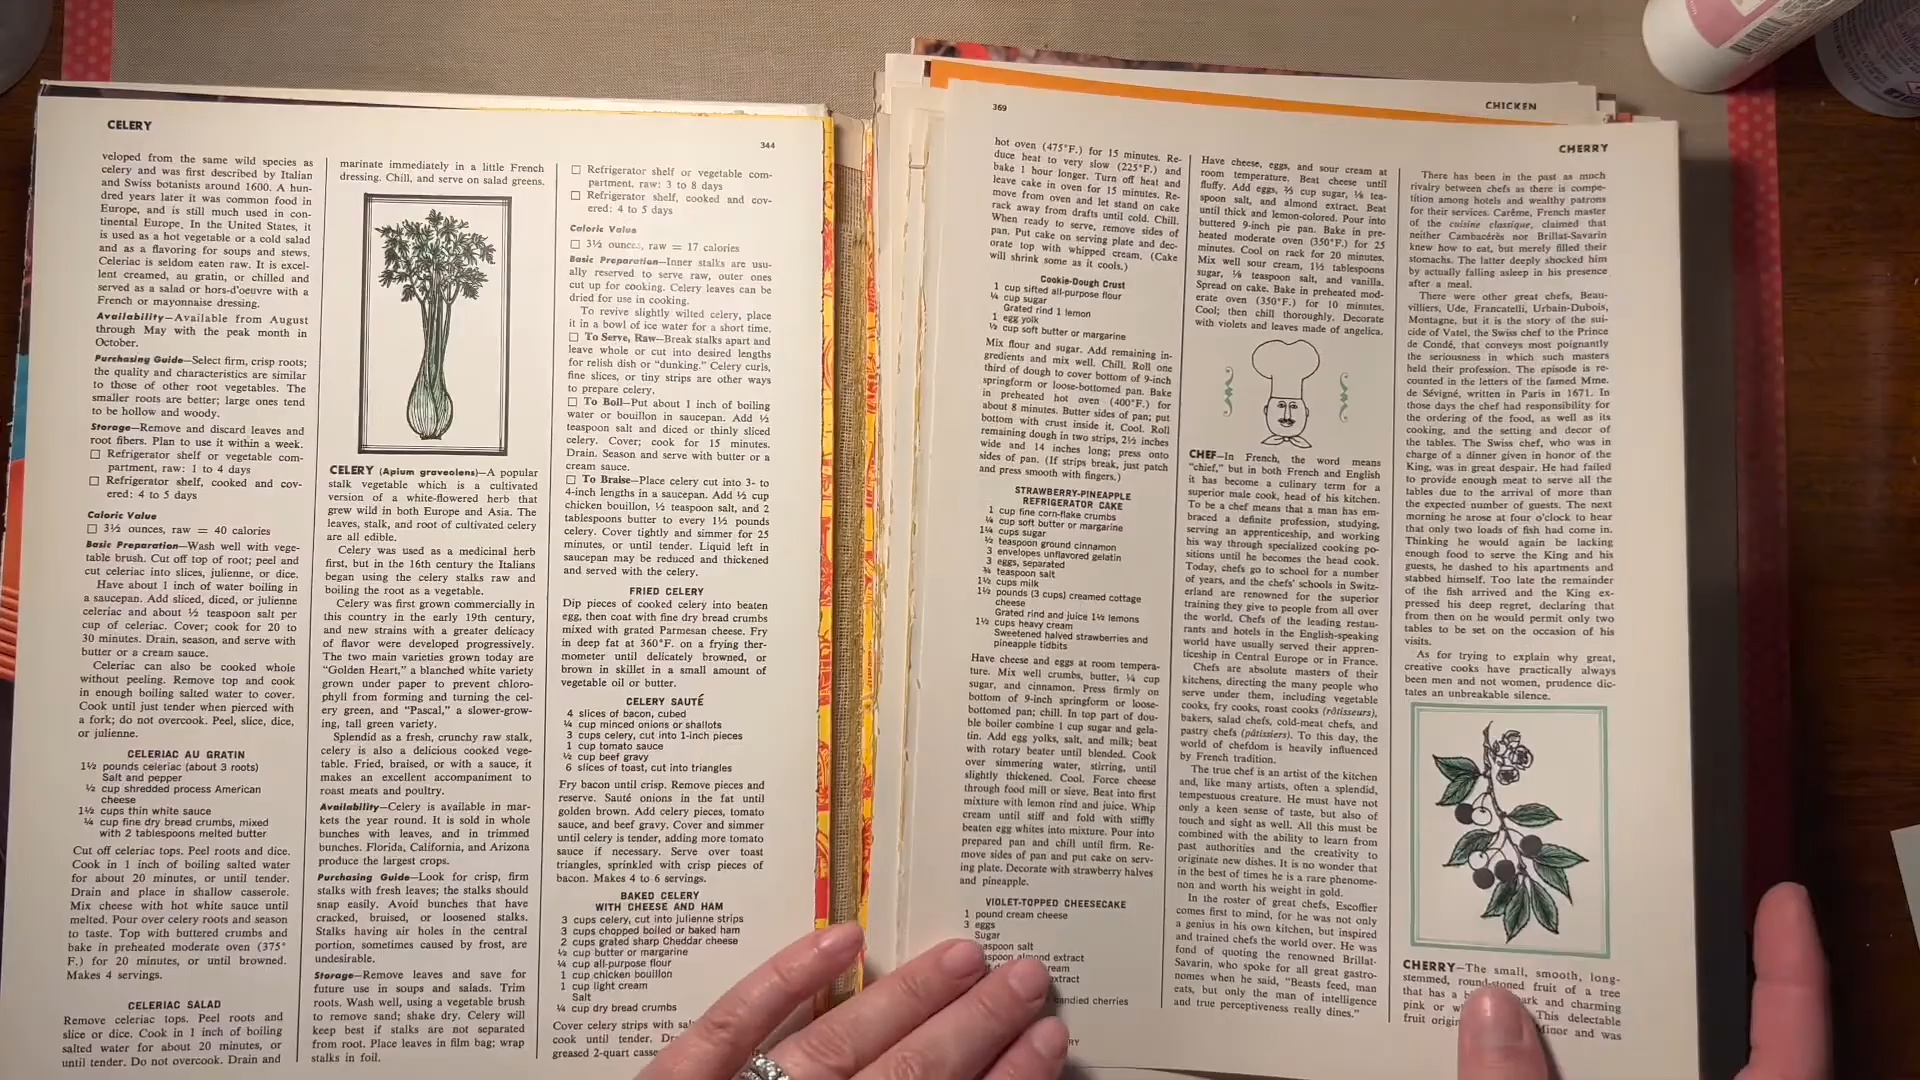 CELERY
344
veloped from the same wild species as
celery and was first described by Italian
and Swiss botanists around 1600. A hun-
dred years later it was common food in
Europe, and is still much used in con-
tinental Europe. In the United States, it
is used as a hot vegetable or a cold salad
and as a flavoring for soups and stews.
Celeriac is seldom eaten raw. It is excel-
lent creamed, au gratin, or chilled and
served as a salad or hors-d'oeuvre with a
French or mayonnaise dressing.
Availability—Available from August
through May with the peak month in
October.
Purchasing Guide—Select firm, crisp roots;
the quality and characteristics are similar
to those of other root vegetables. The
smaller roots are better; large ones tend
to be hollow and woody.
Storage—Remove and discard leaves and
root fibers. Plan to use it within a week.
☐ Refrigerator shelf or vegetable com-
partment, raw: 1 to 4 days
☐ Refrigerator shelf, cooked and cov-
ered: 4 to 5 days
Caloric Value
☐ 3½ ounces, raw = 40 calories
Basic Preparation—Wash well with vege-
table brush. Cut off top of root; peel and
cut celeriac into slices, julienne, or dice.
Have about 1 inch of water boiling in
a saucepan. Add sliced, diced, or julienne
celeriac and about ½ teaspoon salt per
cup of celeriac. Cover; cook for 20 to
30 minutes. Drain, season, and serve with
butter or a cream sauce.
Celeriac can also be cooked whole
without peeling. Remove top and cook
in enough boiling salted water to cover.
Cook until just tender when pierced with
a fork; do not overcook. Peel, slice, dice,
or julienne.
CELERIAC AU GRATIN
1½ pounds celeriac (about 3 roots)
Salt and pepper
½ cup shredded process American
cheese
1½ cups thin white sauce
¼ cup fine dry bread crumbs, mixed
with 2 tablespoons melted butter
Cut off celeriac tops. Peel roots and dice.
Cook in 1 inch of boiling salted water
for about 20 minutes, or until tender.
Drain and place in shallow casserole.
Mix cheese with hot white sauce until
melted. Pour over celery roots and season
to taste. Top with buttered crumbs and
bake in preheated moderate oven (375°
F.) for 20 minutes, or until browned.
Makes 4 servings.
CELERIAC SALAD
Remove celeriac tops. Peel roots and
slice or dice. Cook in 1 inch of boiling
salted water for about 20 minutes, or
until tender. Do not overcook. Drain and
marinate immediately in a little French
dressing. Chill, and serve on salad greens.
CELERY (Apium graveolens)—A popular
stalk vegetable which is a cultivated
version of a white-flowered herb that
grew wild in both Europe and Asia. The
leaves, stalk, and root of cultivated celery
are all edible.
Celery was used as a medicinal herb
first, but in the 16th century the Italians
began using the celery stalks raw and
boiling the root as a vegetable.
Celery was first grown commercially in
this country in the early 19th century,
and new strains with a greater delicacy
of flavor were developed progressively.
The two main varieties grown today are
"Golden Heart," a blanched white variety
grown under paper to prevent chloro-
phyll from forming and turning the cel-
ery green, and "Pascal," a slower-grow-
ing, tall green variety.
Splendid as a fresh, crunchy raw stalk,
celery is also a delicious cooked vege-
table. Fried, braised, or with a sauce, it
makes an excellent accompaniment to
roast meats and poultry.
Availability—Celery is available in mar-
kets the year round. It is sold in whole
bunches with leaves, and in trimmed
bunches. Florida, California, and Arizona
produce the largest crops.
Purchasing Guide—Look for crisp, firm
stalks with fresh leaves; the stalks should
snap easily. Avoid bunches that have
cracked, bruised, or loosened stalks.
Stalks having air holes in the central
portion, sometimes caused by frost, are
undesirable.
Storage—Remove leaves and save for
future use in soups and salads. Trim
roots. Wash well, using a vegetable brush
to remove sand; shake dry. Celery will
keep best if stalks are not separated
from root. Place leaves in film bag; wrap
stalks in foil.
☐ Refrigerator shelf or vegetable com-
partment, raw: 3 to 8 days
☐ Refrigerator shelf, cooked and cov-
ered: 4 to 5 days
Caloric Value
☐ 3½ ounces, raw = 17 calories
Basic Preparation—Inner stalks are usu-
ally reserved to serve raw, outer ones
cut up for cooking. Celery leaves can be
dried for use in cooking.
To revive slightly wilted celery, place
it in a bowl of ice water for a short time.
☐ To Serve, Raw—Break stalks apart and
leave whole or cut into desired lengths
for relish dish or "dunking." Celery curls,
fine slices, or tiny strips are other ways
to prepare celery.
☐ To Boil—Put about 1 inch of boiling
water or bouillon in saucepan. Add ½
teaspoon salt and diced or thinly sliced
celery. Cover; cook for 15 minutes.
Drain. Season and serve with butter or a
cream sauce.
☐ To Braise—Place celery cut into 3- to
4-inch lengths in a saucepan. Add ½ cup
chicken bouillon, ½ teaspoon salt, and 2
tablespoons butter to every 1½ pounds
celery. Cover tightly and simmer for 25
minutes, or until tender. Liquid left in
saucepan may be reduced and thickened
and served with the celery.
FRIED CELERY
Dip pieces of cooked celery into beaten
egg, then coat with fine dry bread crumbs
mixed with grated Parmesan cheese. Fry
in deep fat at 360°F. on a frying ther-
mometer until delicately browned, or
brown in skillet in a small amount of
vegetable oil or butter.
CELERY SAUTÉ
4 slices of bacon, cubed
¼ cup minced onions or shallots
3 cups celery, cut into 1-inch pieces
1 cup tomato sauce
½ cup beef gravy
6 slices of toast, cut into triangles
Fry bacon until crisp. Remove pieces and
reserve. Sauté onions in the fat until
golden brown. Add celery pieces, tomato
sauce, and beef gravy. Cover and simmer
until celery is tender, adding more tomato
sauce if necessary. Serve over toast
triangles, sprinkled with crisp pieces of
bacon. Makes 4 to 6 servings.
BAKED CELERY
WITH CHEESE AND HAM
3 cups celery, cut into julienne strips
3 cups chopped boiled or baked ham
2 cups grated sharp Cheddar cheese
½ cup butter or margarine
¼ cup all-purpose flour
1 cup chicken bouillon
1 cup light cream
Salt
¼ cup dry bread crumbs
Cover celery strips with
cook until tender.
greased 2-quart
CHICKEN
369
CHERRY
hot oven (475°F.) for 15 minutes. Re-
duce heat to very slow (225°F.) and
bake 1 hour longer. Turn off heat and
leave cake in oven for 15 minutes. Re-
move from oven and let stand on cake
rack away from drafts until cold. Chill.
When ready to serve, remove sides of
pan. Put cake on serving plate and dec-
orate top with whipped cream. (Cake
will shrink some as it cools.)
Cookie-Dough Crust
1 cup sifted all-purpose flour
¼ cup sugar
Grated rind 1 lemon
1 egg yolk
½ cup soft butter or margarine
Mix flour and sugar. Add remaining in-
gredients and mix well. Chill. Roll one
third of dough to cover bottom of 9-inch
springform or loose-bottomed pan. Bake
in preheated hot oven (400°F.) for
about 8 minutes. Butter sides of pan; put
bottom with crust inside it. Cool. Roll
remaining dough in two strips, 2½ inches
wide and 14 inches long; press onto
sides of pan. (If strips break, just patch
and press smooth with fingers.)
STRAWBERRY-PINEAPPLE
REFRIGERATOR CAKE
1 cup fine corn-flake crumbs
¼ cup soft butter or margarine
1¼ cups sugar
½ teaspoon ground cinnamon
3 envelopes unflavored gelatin
3 eggs, separated
¾ teaspoon salt
1½ cups milk
1½ pounds (3 cups) creamed cottage
cheese
Grated rind and juice 1½ lemons
1½ cups heavy cream
Sweetened halved strawberries and
pineapple tidbits
Have cheese and eggs at room tempera-
ture. Mix well crumbs, butter, ¼ cup
sugar, and cinnamon. Press firmly on
bottom of 9-inch springform or loose-
bottomed pan; chill. In top part of dou-
ble boiler combine 1 cup sugar and gela-
tin. Add egg yolks, salt, and milk; beat
with rotary beater until blended. Cook
over simmering water, stirring, until
slightly thickened. Cool. Force cheese
through food mill or sieve. Beat into first
mixture with lemon rind and juice. Whip
cream until stiff and fold with stiffly
beaten egg whites into mixture. Pour into
prepared pan and chill until firm. Re-
move sides of pan and put cake on serv-
ing plate. Decorate with strawberry halves
and pineapple.
VIOLET-TOPPED CHEESECAKE
1 pound cream cheese
3 eggs
Sugar
salt
almond extract
extract
candied cherries
Have cheese, eggs, and sour cream at
room temperature. Beat cheese until
fluffy. Add eggs, ⅔ cup sugar, ⅛ tea-
spoon salt, and almond extract. Beat
until thick and lemon-colored. Pour into
buttered 9-inch pie pan. Bake in pre-
heated moderate oven (350°F.) for 25
minutes. Cool on rack for 20 minutes.
Mix well sour cream, 1½ tablespoons
sugar, ⅛ teaspoon salt, and vanilla.
Spread on cake. Bake in preheated mod-
erate oven (350°F.) for 10 minutes.
Cool; then chill thoroughly. Decorate
with violets and leaves made of angelica.
CHEF—In French, the word means
"chief," but in both French and English
it has become a culinary term for a
superior male cook, head of his kitchen.
To be a chef means that a man has em-
braced a definite profession, studying,
serving an apprenticeship, and working
his way through specialized cooking po-
sitions until he becomes the head cook.
Today, chefs go to school for a number
of years, and the chefs' schools in Switz-
erland are renowned for the superior
training they give to people from all over
the world. Chefs of the leading restau-
rants and hotels in the English-speaking
world have usually served their appren-
ticeship in Central Europe or in France.
Chefs are absolute masters of their
kitchens, directing the many people who
serve under them, including vegetable
cooks, fry cooks, roast cooks (rôtisseurs),
bakers, salad chefs, cold-meat chefs, and
pastry chefs (pâtissiers). To this day, the
world of chefdom is heavily influenced
by French tradition.
The true chef is an artist of the kitchen
and, like many artists, often a splendid,
tempestuous creature. He must have not
only a keen sense of taste, but also of
touch and sight as well. All this must be
combined with the ability to learn from
past authorities and the creativity to
originate new dishes. It is no wonder that
in the best of times he is a rare phenome-
non and worth his weight in gold.
In the roster of great chefs, Escoffier
comes first to mind, for he was not only
a genius in his own kitchen, but inspired
and trained chefs the world over. He was
fond of quoting the renowned Brillat-
Savarin, who spoke for all great gastro-
nomes when he said, "Beasts feed, man
eats, but only the man of intelligence
and true perceptiveness really dines."
There has been in the past as much
rivalry between chefs as there is compe-
tition among hotels and wealthy patrons
for their services. Carême, French master
of the cuisine classique, claimed that
neither Cambacérès nor Brillat-Savarin
knew how to eat, but merely filled their
stomachs. The latter deeply shocked him
by actually falling asleep in his presence
after a meal.
There were other great chefs, Beau-
villiers, Ude, Francatelli, Urbain-Dubois,
Montagne, but it is the story of the sui-
cide of Vatel, the Swiss chef to the Prince
de Condé, that conveys most poignantly
the seriousness in which such masters
held their profession. The episode is re-
counted in the letters of the famed Mme.
de Sévigné, written in Paris in 1671. In
those days the chef had responsibility for
the ordering of the food, as well as its
cooking, and the setting and decor of
the tables. The Swiss chef, who was in
charge of a dinner given in honor of the
King, was in great despair. He had failed
to provide enough meat to serve all the
tables due to the arrival of more than
the expected number of guests. The next
morning he arose at four o'clock to hear
that only two loads of fish had come in.
Thinking he would again be lacking
enough food to serve the King and his
guests, he dashed to his apartments and
stabbed himself. Too late the remainder
of the fish arrived and the King ex-
pressed his deep regret, declaring that
from then on he would permit only two
tables to be set on the occasion of his
visits.
As for trying to explain why great,
creative cooks have practically always
been men and not women, prudence dic-
tates an unbreakable silence.
CHERRY—The small, smooth, long-
stemmed, round-stoned fruit of a tree
that has a and charming
pink or This delectable
fruit Minor and was